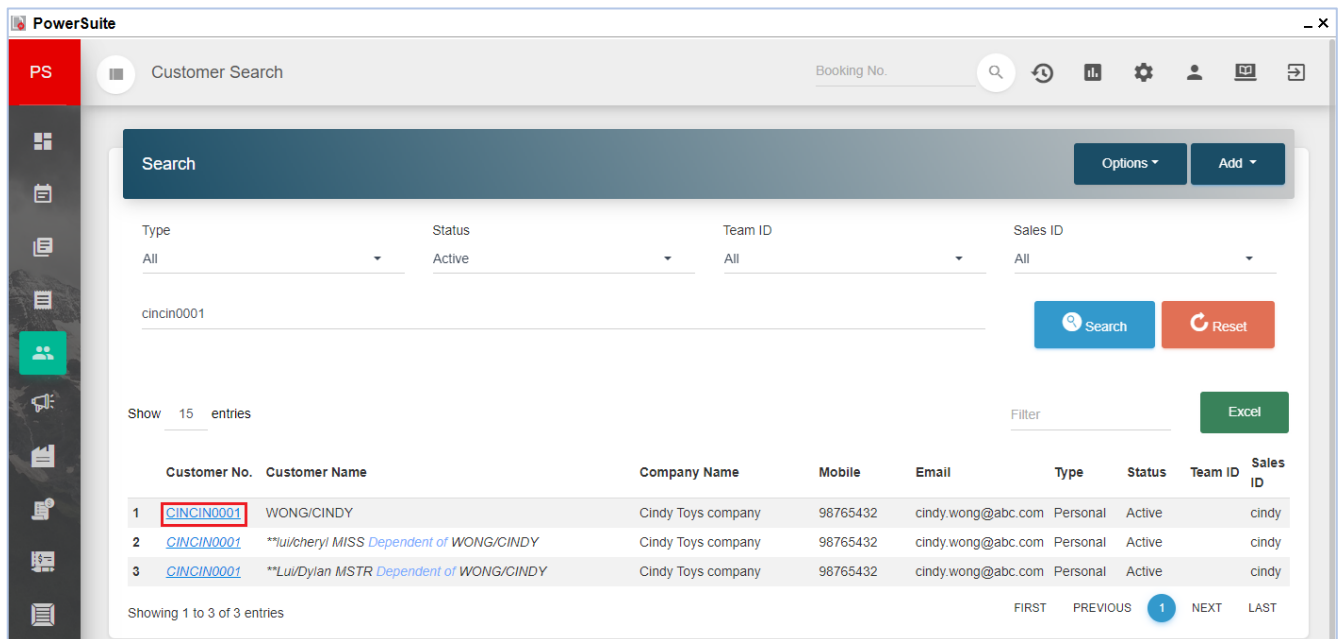 PowerSuite
PS Customer Search Booking No.
Search Options Add
Type Status Team ID Sales ID
All Active All All
cincin0001 Search Reset
Show 15 entries Filter Excel
Customer No. Customer Name Company Name Mobile Email Type Status Team ID Sales ID
1 CINCIN0001 WONG/CINDY Cindy Toys company 98765432 cindy.wong@abc.com Personal Active cindy
2 CINCIN0001 **lui/cheryl MISS Dependent of WONG/CINDY Cindy Toys company 98765432 cindy.wong@abc.com Personal Active cindy
3 CINCIN0001 **Lui/Dylan MSTR Dependent of WONG/CINDY Cindy Toys company 98765432 cindy.wong@abc.com Personal Active cindy
Showing 1 to 3 of 3 entries FIRST PREVIOUS 1 NEXT LAST